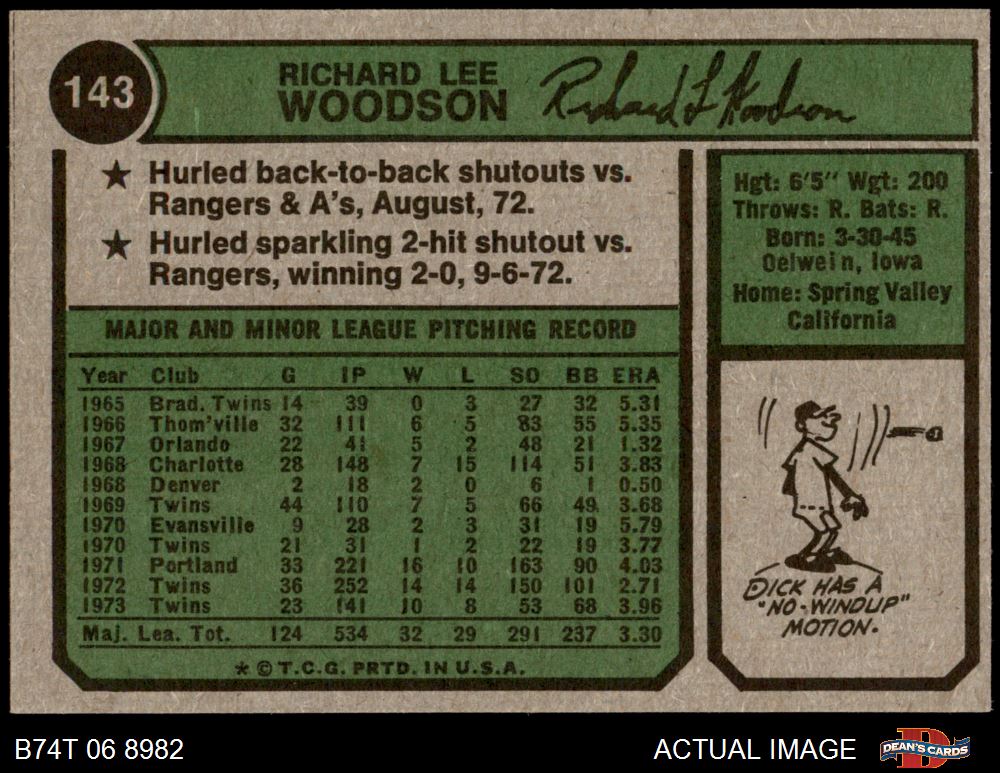 143
RICHARD LEE
WOODSON
Richard L Woodson
★ Hurled back-to-back shutouts vs.
Rangers & A's, August, 72.
★ Hurled sparkling 2-hit shutout vs.
Rangers, winning 2-0, 9-6-72.
Hgt: 6'5" Wgt: 200
Throws: R. Bats: R.
Born: 3-30-45
Oelwein, Iowa
Home: Spring Valley
California
MAJOR AND MINOR LEAGUE PITCHING RECORD
Year Club G IP W L SO BB ERA
1965 Brad. Twins 14 39 0 3 27 32 5.31
1966 Thom'ville 32 111 6 5 83 55 5.35
1967 Orlando 22 41 5 2 48 21 1.32
1968 Charlotte 28 148 7 15 114 51 3.83
1968 Denver 2 18 2 0 6 1 0.50
1969 Twins 44 110 7 5 66 49 3.68
1970 Evansville 9 28 2 3 31 19 5.79
1970 Twins 21 31 1 2 22 19 3.77
1971 Portland 33 221 16 10 163 90 4.03
1972 Twins 36 252 14 14 150 101 2.71
1973 Twins 23 141 10 8 53 68 3.96
Maj. Lea. Tot. 124 534 32 29 291 237 3.30
* © T.C.G. PRTD. IN U.S.A.
DICK HAS A
"NO-WINDUP"
MOTION.
B74T 06 8982
ACTUAL IMAGE
DEAN'S CARDS